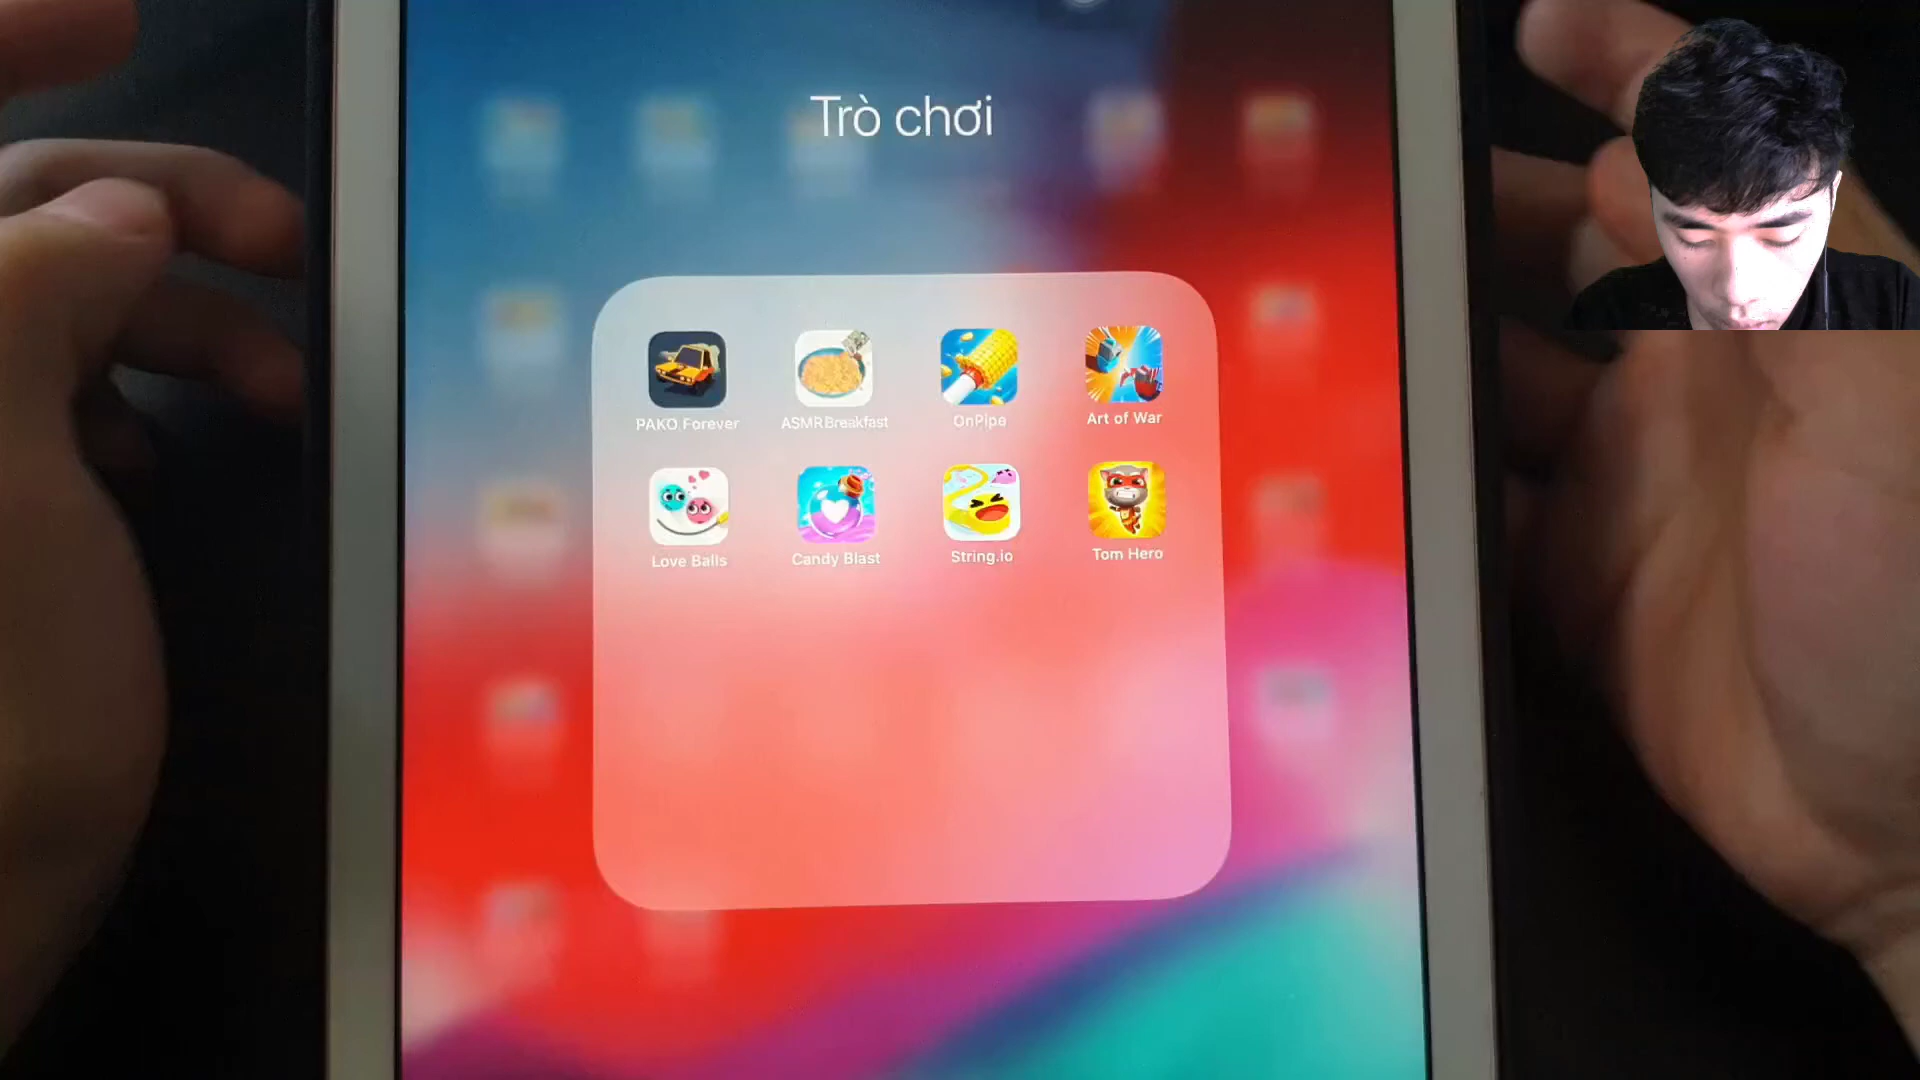 Trò chơi
PAKO Forever
ASMR Breakfast
OnPipe
Art of War
Love Balls
Candy Blast
String.io
Tom Hero